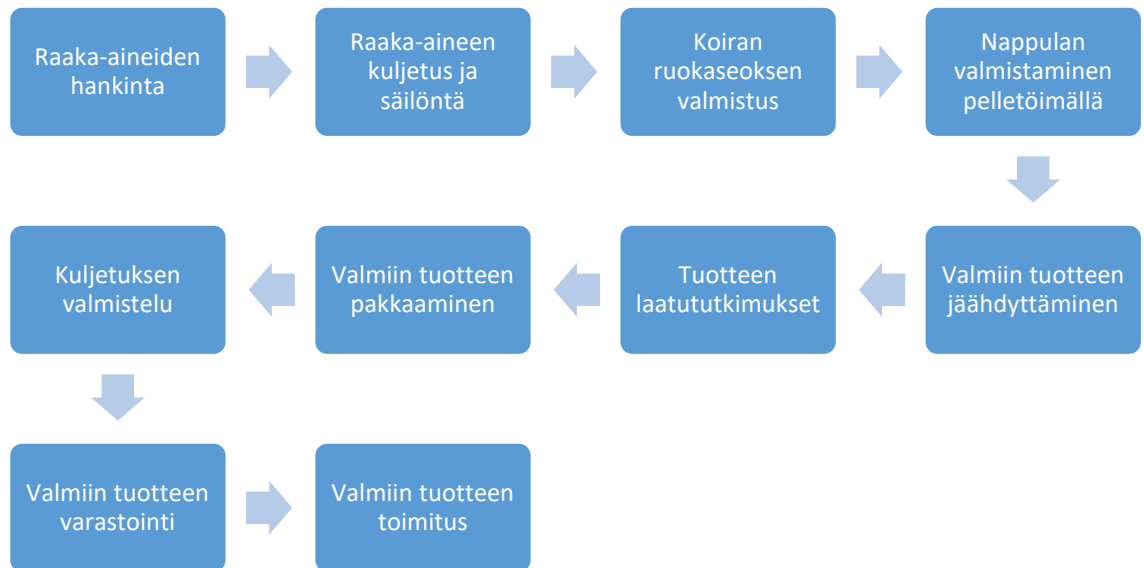 Raaka-aineiden
hankinta
Raaka-aineen
kuljetus ja
säilöntä
Koiran
ruokaseoksen
valmistus
Nappulan
valmistaminen
pelletöimällä
Valmiin tuotteen
jäähdyttäminen
Tuotteen
laatututkimukset
Valmiin tuotteen
pakkaaminen
Kuljetuksen
valmistelu
Valmiin tuotteen
varastointi
Valmiin tuotteen
toimitus